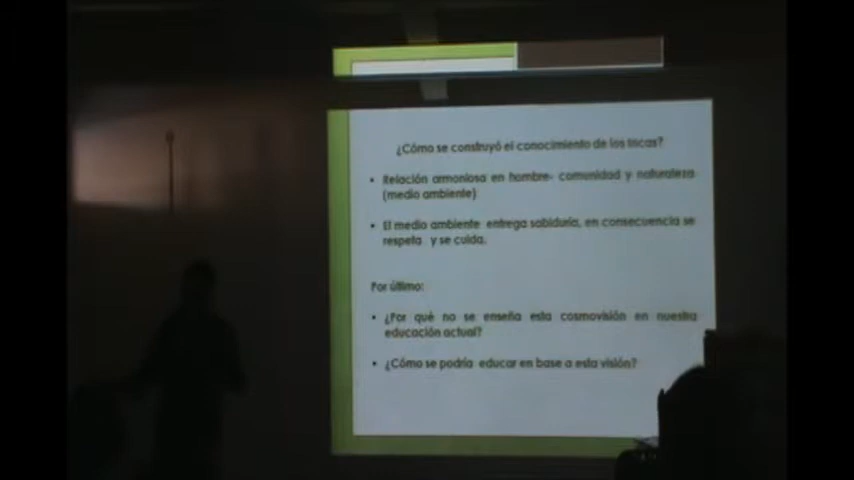 ¿Cómo se construyó el conocimiento de los Incas?
• Relación armoniosa en hombre- comunidad y naturaleza
(medio ambiente)
• El medio ambiente entrega sabiduría, en consecuencia se
respeta y se cuida.
Por último:
• ¿Por qué no se enseña esta cosmovisión en nuestra
educación actual?
• ¿Cómo se podría educar en base a esta visión?